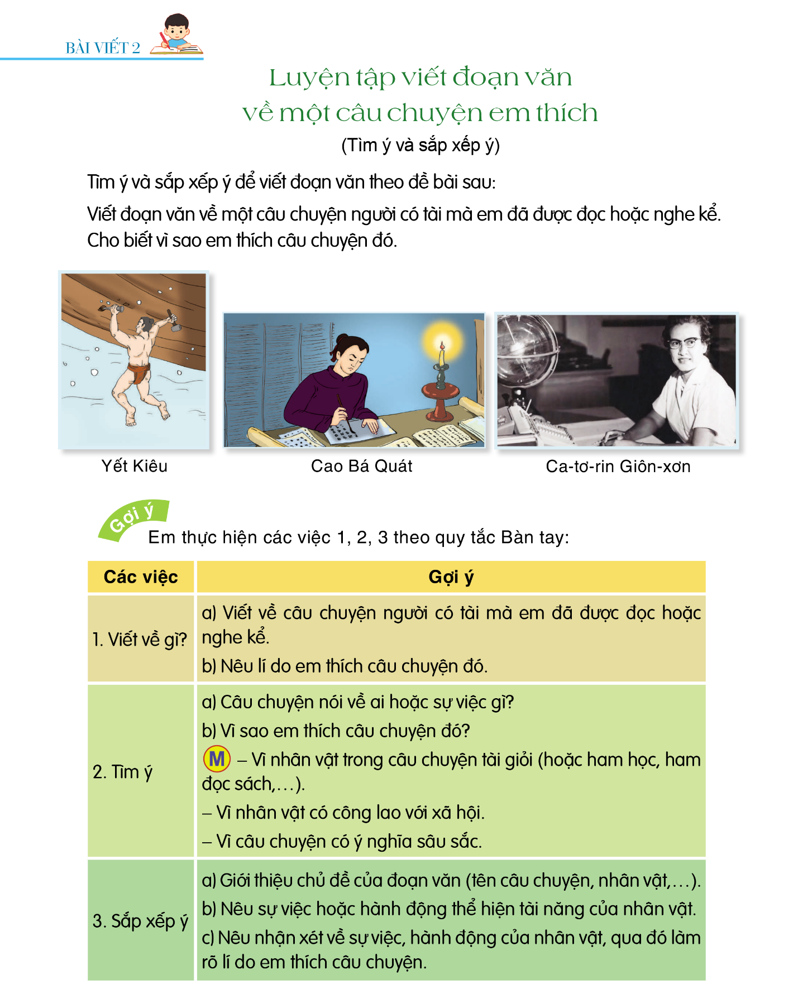 BÀI VIẾT 2
Luyện tập viết đoạn văn
về một câu chuyện em thích
(Tìm ý và sắp xếp ý)
Tìm ý và sắp xếp ý để viết đoạn văn theo đề bài sau:
Viết đoạn văn về một câu chuyện người có tài mà em đã được đọc hoặc nghe kể.
Cho biết vì sao em thích câu chuyện đó.
Yết Kiêu
Cao Bá Quát
Ca-tơ-rin Giôn-xơn
Gợi ý
Em thực hiện các việc 1, 2, 3 theo quy tắc Bàn tay:
Các việc
Gợi ý
1. Viết về gì?
a) Viết về câu chuyện người có tài mà em đã được đọc hoặc
nghe kể.
b) Nêu lí do em thích câu chuyện đó.
2. Tìm ý
a) Câu chuyện nói về ai hoặc sự việc gì?
b) Vì sao em thích câu chuyện đó?
M – Vì nhân vật trong câu chuyện tài giỏi (hoặc ham học, ham
đọc sách,...).
– Vì nhân vật có công lao với xã hội.
– Vì câu chuyện có ý nghĩa sâu sắc.
3. Sắp xếp ý
a) Giới thiệu chủ đề của đoạn văn (tên câu chuyện, nhân vật,...).
b) Nêu sự việc hoặc hành động thể hiện tài năng của nhân vật.
c) Nêu nhận xét về sự việc, hành động của nhân vật, qua đó làm
rõ lí do em thích câu chuyện.